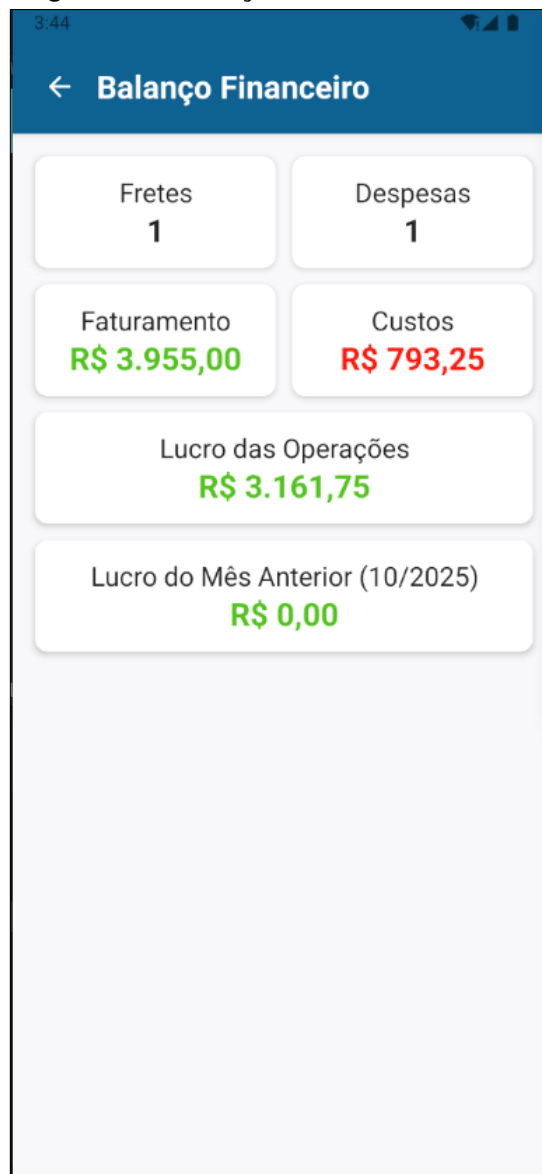 3:44
Balanço Financeiro
Fretes
1
Despesas
1
Faturamento
R$ 3.955,00
Custos
R$ 793,25
Lucro das Operações
R$ 3.161,75
Lucro do Mês Anterior (10/2025)
R$ 0,00